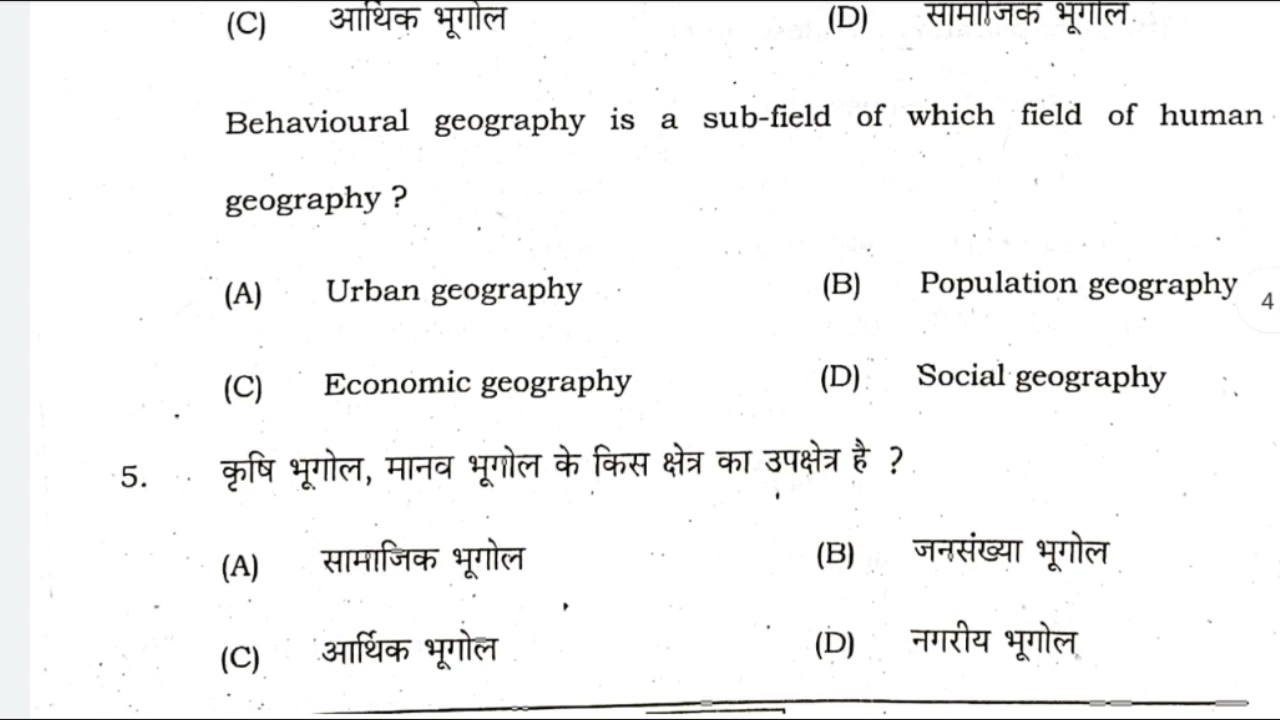 (C) आर्थिक भूगोल (D) सामाजिक भूगोल
Behavioural geography is a sub-field of which field of human
geography ?
(A) Urban geography (B) Population geography
4
(C) Economic geography (D) Social geography
5. कृषि भूगोल, मानव भूगोल के किस क्षेत्र का उपक्षेत्र है ?
(A) सामाजिक भूगोल (B) जनसंख्या भूगोल
(C) आर्थिक भूगोल (D) नगरीय भूगोल